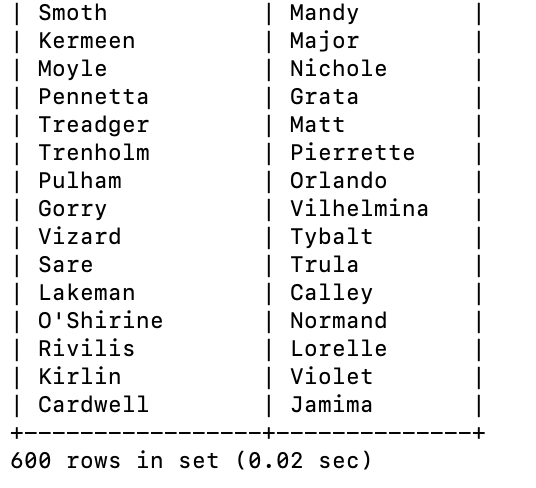 | Smoth            | Mandy         |
| Kermeen          | Major         |
| Moyle            | Nichole       |
| Pennetta         | Grata         |
| Treadger         | Matt          |
| Trenholm         | Pierrette     |
| Pulham           | Orlando       |
| Gorry            | Vilhelmina    |
| Vizard           | Tybalt        |
| Sare             | Trula         |
| Lakeman          | Calley        |
| O'Shirine        | Normand       |
| Rivilis          | Lorelle       |
| Kirlin           | Violet        |
| Cardwell         | Jamima        |
+-----------------+--------------+
600 rows in set (0.02 sec)